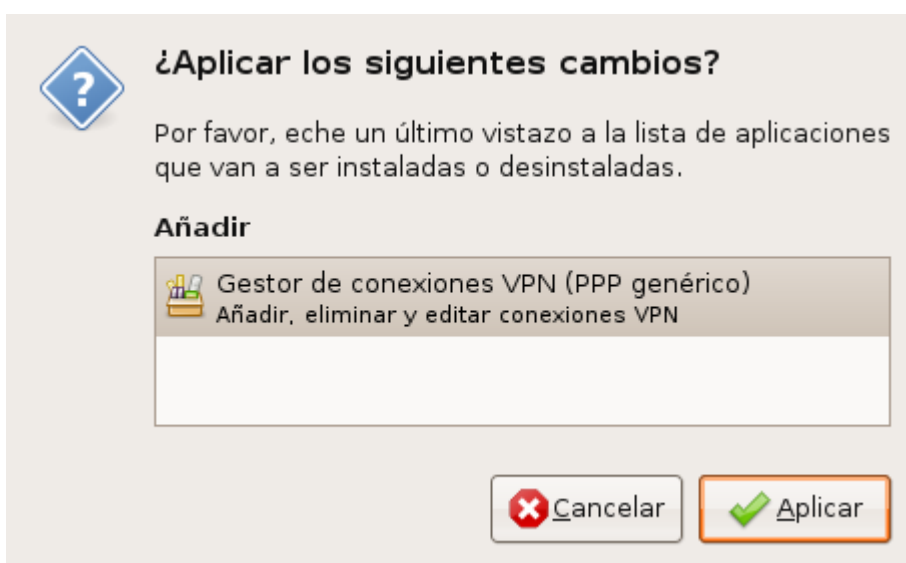 ¿Aplicar los siguientes cambios?
Por favor, eche un último vistazo a la lista de aplicaciones
que van a ser instaladas o desinstaladas.
Añadir
Gestor de conexiones VPN (PPP genérico)
Añadir, eliminar y editar conexiones VPN
Cancelar
Aplicar